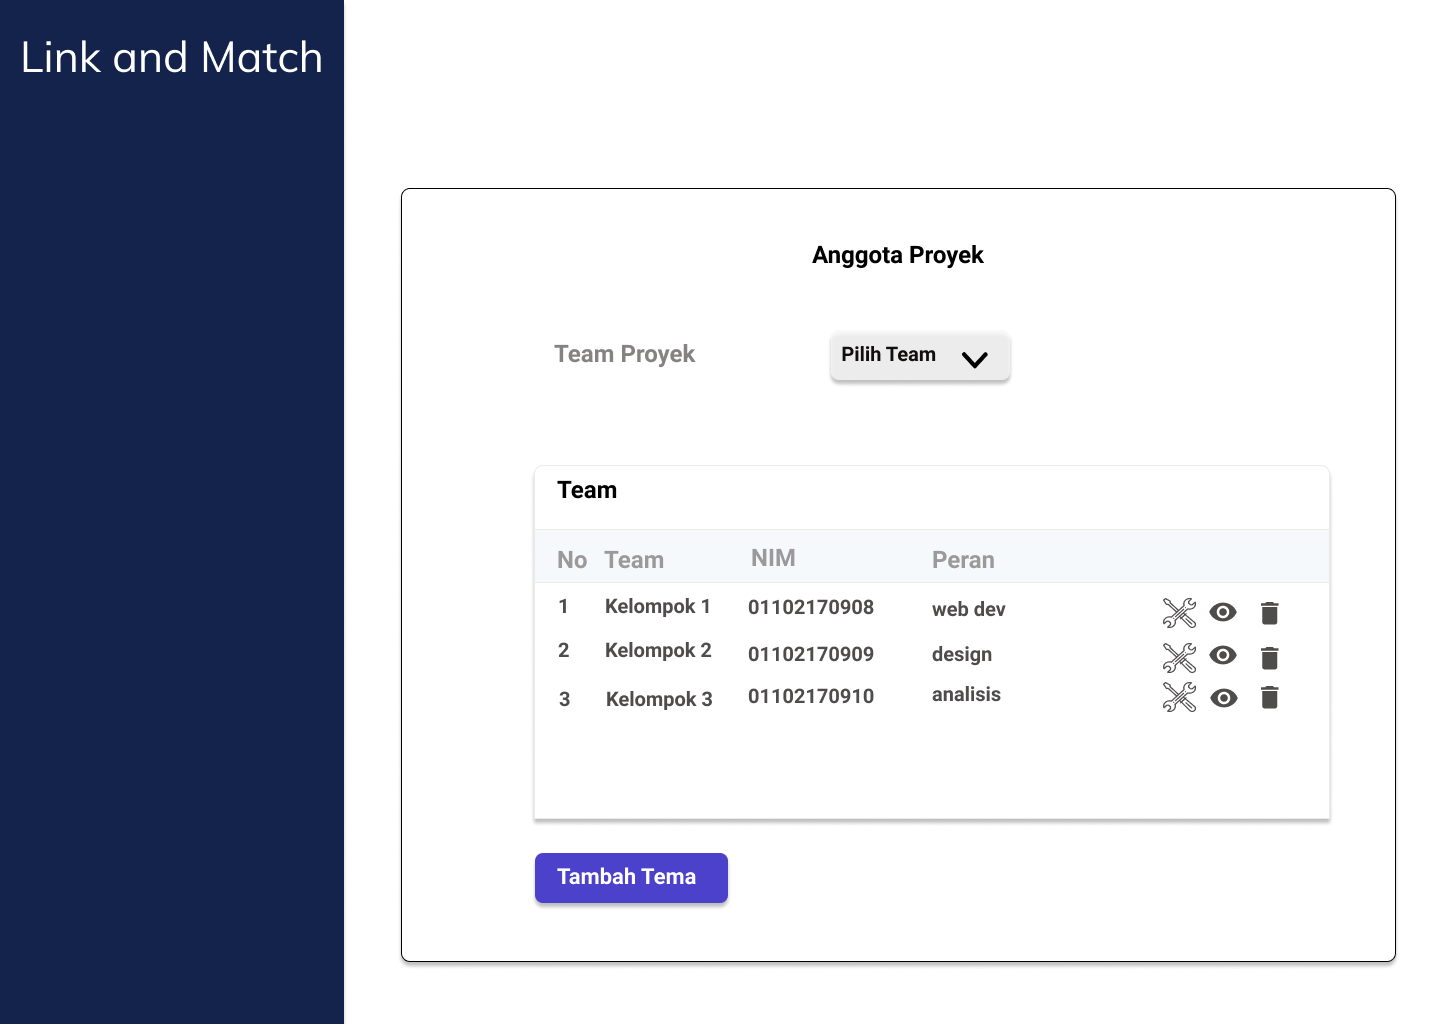 Link and Match
Anggota Proyek
Team Proyek Pilih Team
Team
No Team NIM Peran
1 Kelompok 1 01102170908 web dev
2 Kelompok 2 01102170909 design
3 Kelompok 3 01102170910 analisis
Tambah Tema